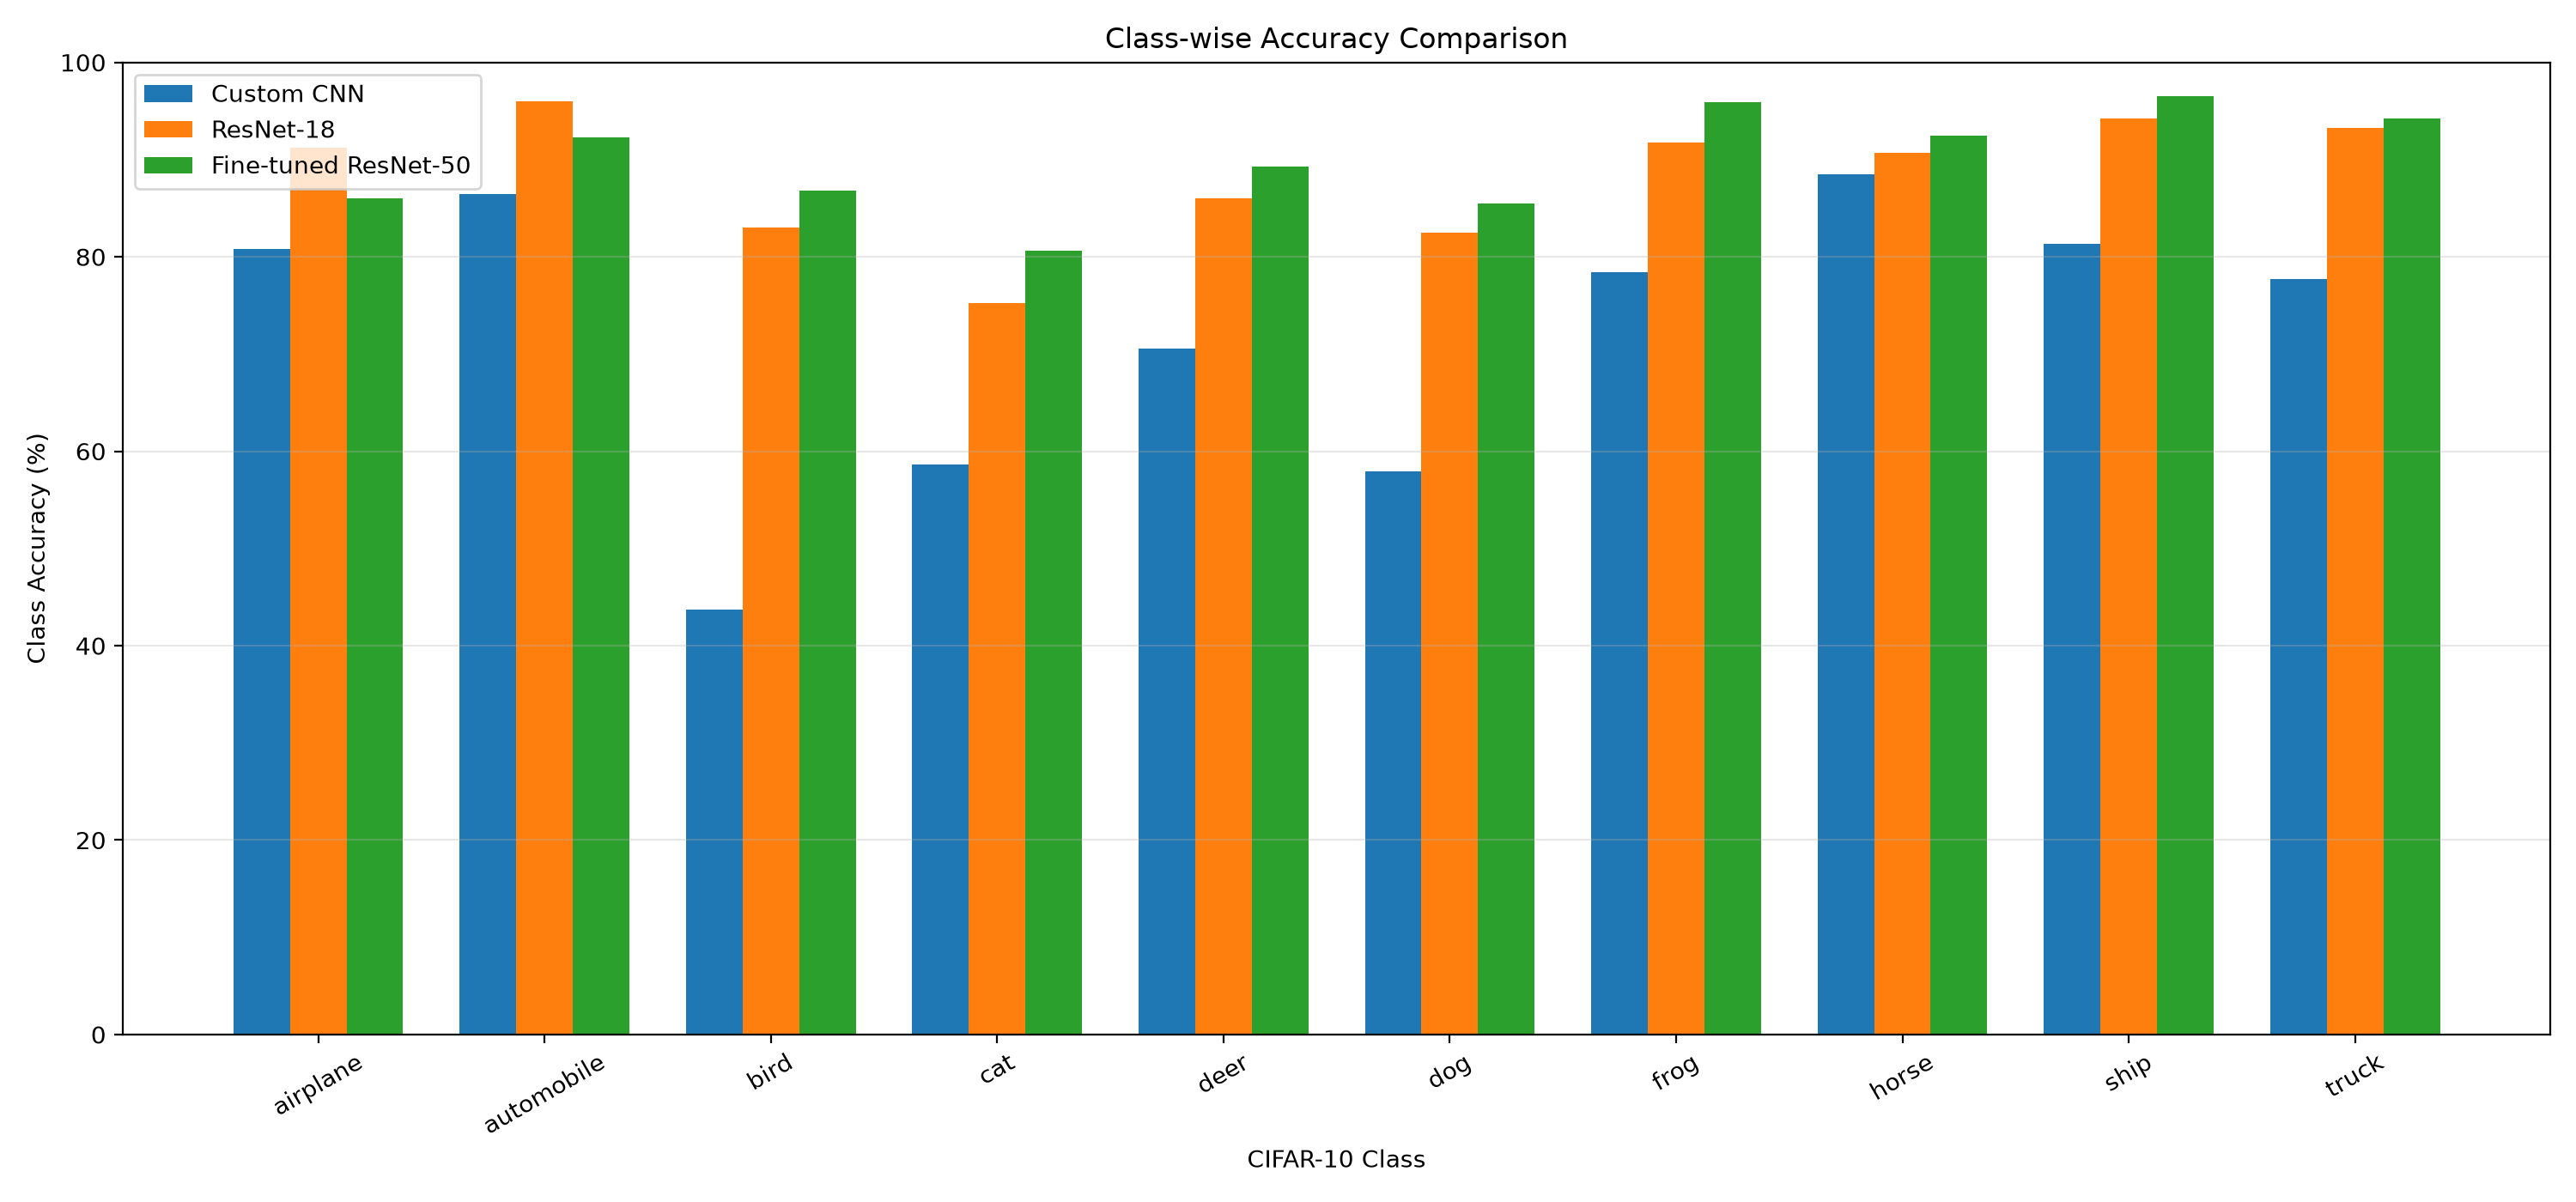 Class-wise Accuracy Comparison
Custom CNN
ResNet-18
Fine-tuned ResNet-50
Class Accuracy (%)
100
80
60
40
20
0
airplane
automobile
bird
cat
deer
dog
frog
horse
ship
truck
CIFAR-10 Class